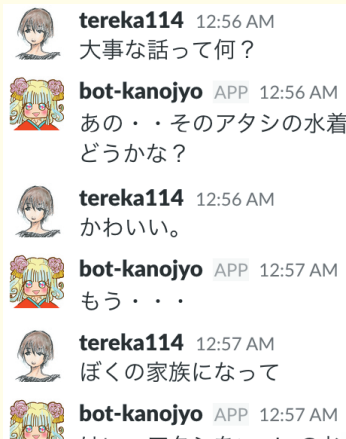 tereka114 12:56 AM
大事な話って何？
bot-kanojyo APP 12:56 AM
あの・・そのアタシの水着
どうかな？
tereka114 12:56 AM
かわいい。
bot-kanojyo APP 12:57 AM
もう・・・
tereka114 12:57 AM
ぼくの家族になって
bot-kanojyo APP 12:57 AM